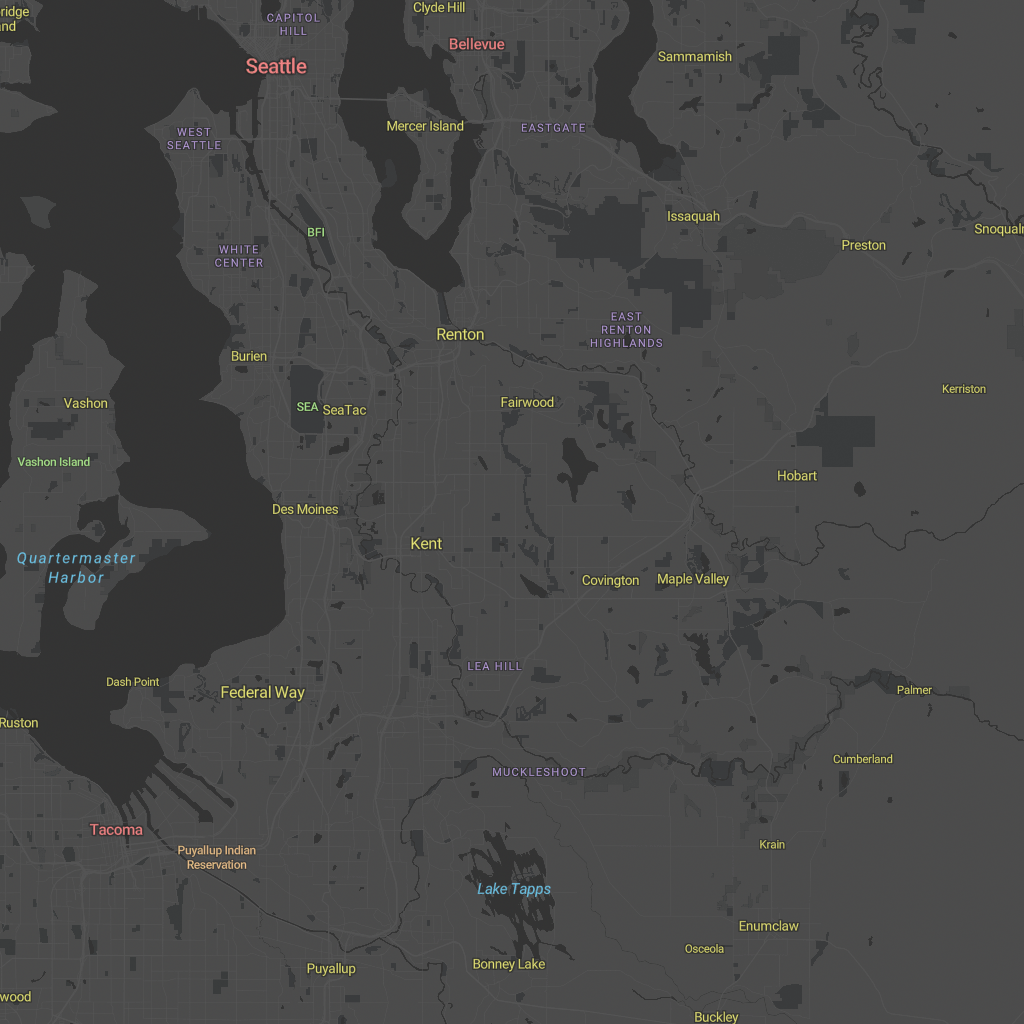 ridge
nd
CAPITOL
HILL
Clyde Hill
Bellevue
Seattle
Sammamish
Mercer Island
EASTGATE
WEST
SEATTLE
Issaquah
BFI
Snoqualm
Preston
WHITE
CENTER
EAST
RENTON
HIGHLANDS
Renton
Burien
Kerriston
Vashon
SEA
SeaTac
Fairwood
Vashon Island
Hobart
Des Moines
Kent
Quartermaster
Harbor
Covington
Maple Valley
LEA HILL
Dash Point
Federal Way
Palmer
Ruston
Cumberland
MUCKLESHOOT
Tacoma
Krain
Puyallup Indian
Reservation
Lake Tapps
Enumclaw
Osceola
Puyallup
Bonney Lake
wood
Buckley